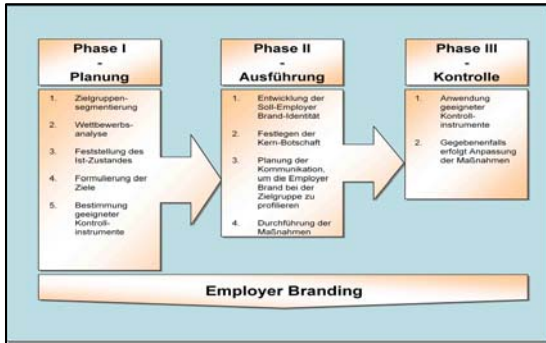 Phase I
-
Planung
1. Zielgruppen-
segmentierung
2. Wettbewerbs-
analyse
3. Feststellung des
Ist-Zustandes
4. Formulierung der
Ziele
5. Bestimmung
geeigneter
Kontroll-
instrumente
Phase II
-
Ausführung
1. Entwicklung der
Soll-Employer
Brand-Identität
2. Festlegen der
Kern-Botschaft
3. Planung der
Kommunikation,
um die Employer
Brand bei der
Zielgruppe zu
profilieren
4. Durchführung der
Maßnahmen
Phase III
-
Kontrolle
1. Anwendung
geeigneter
Kontroll-
instrumente
2. Gegebenenfalls
erfolgt Anpassung
der Maßnahmen
Employer Branding